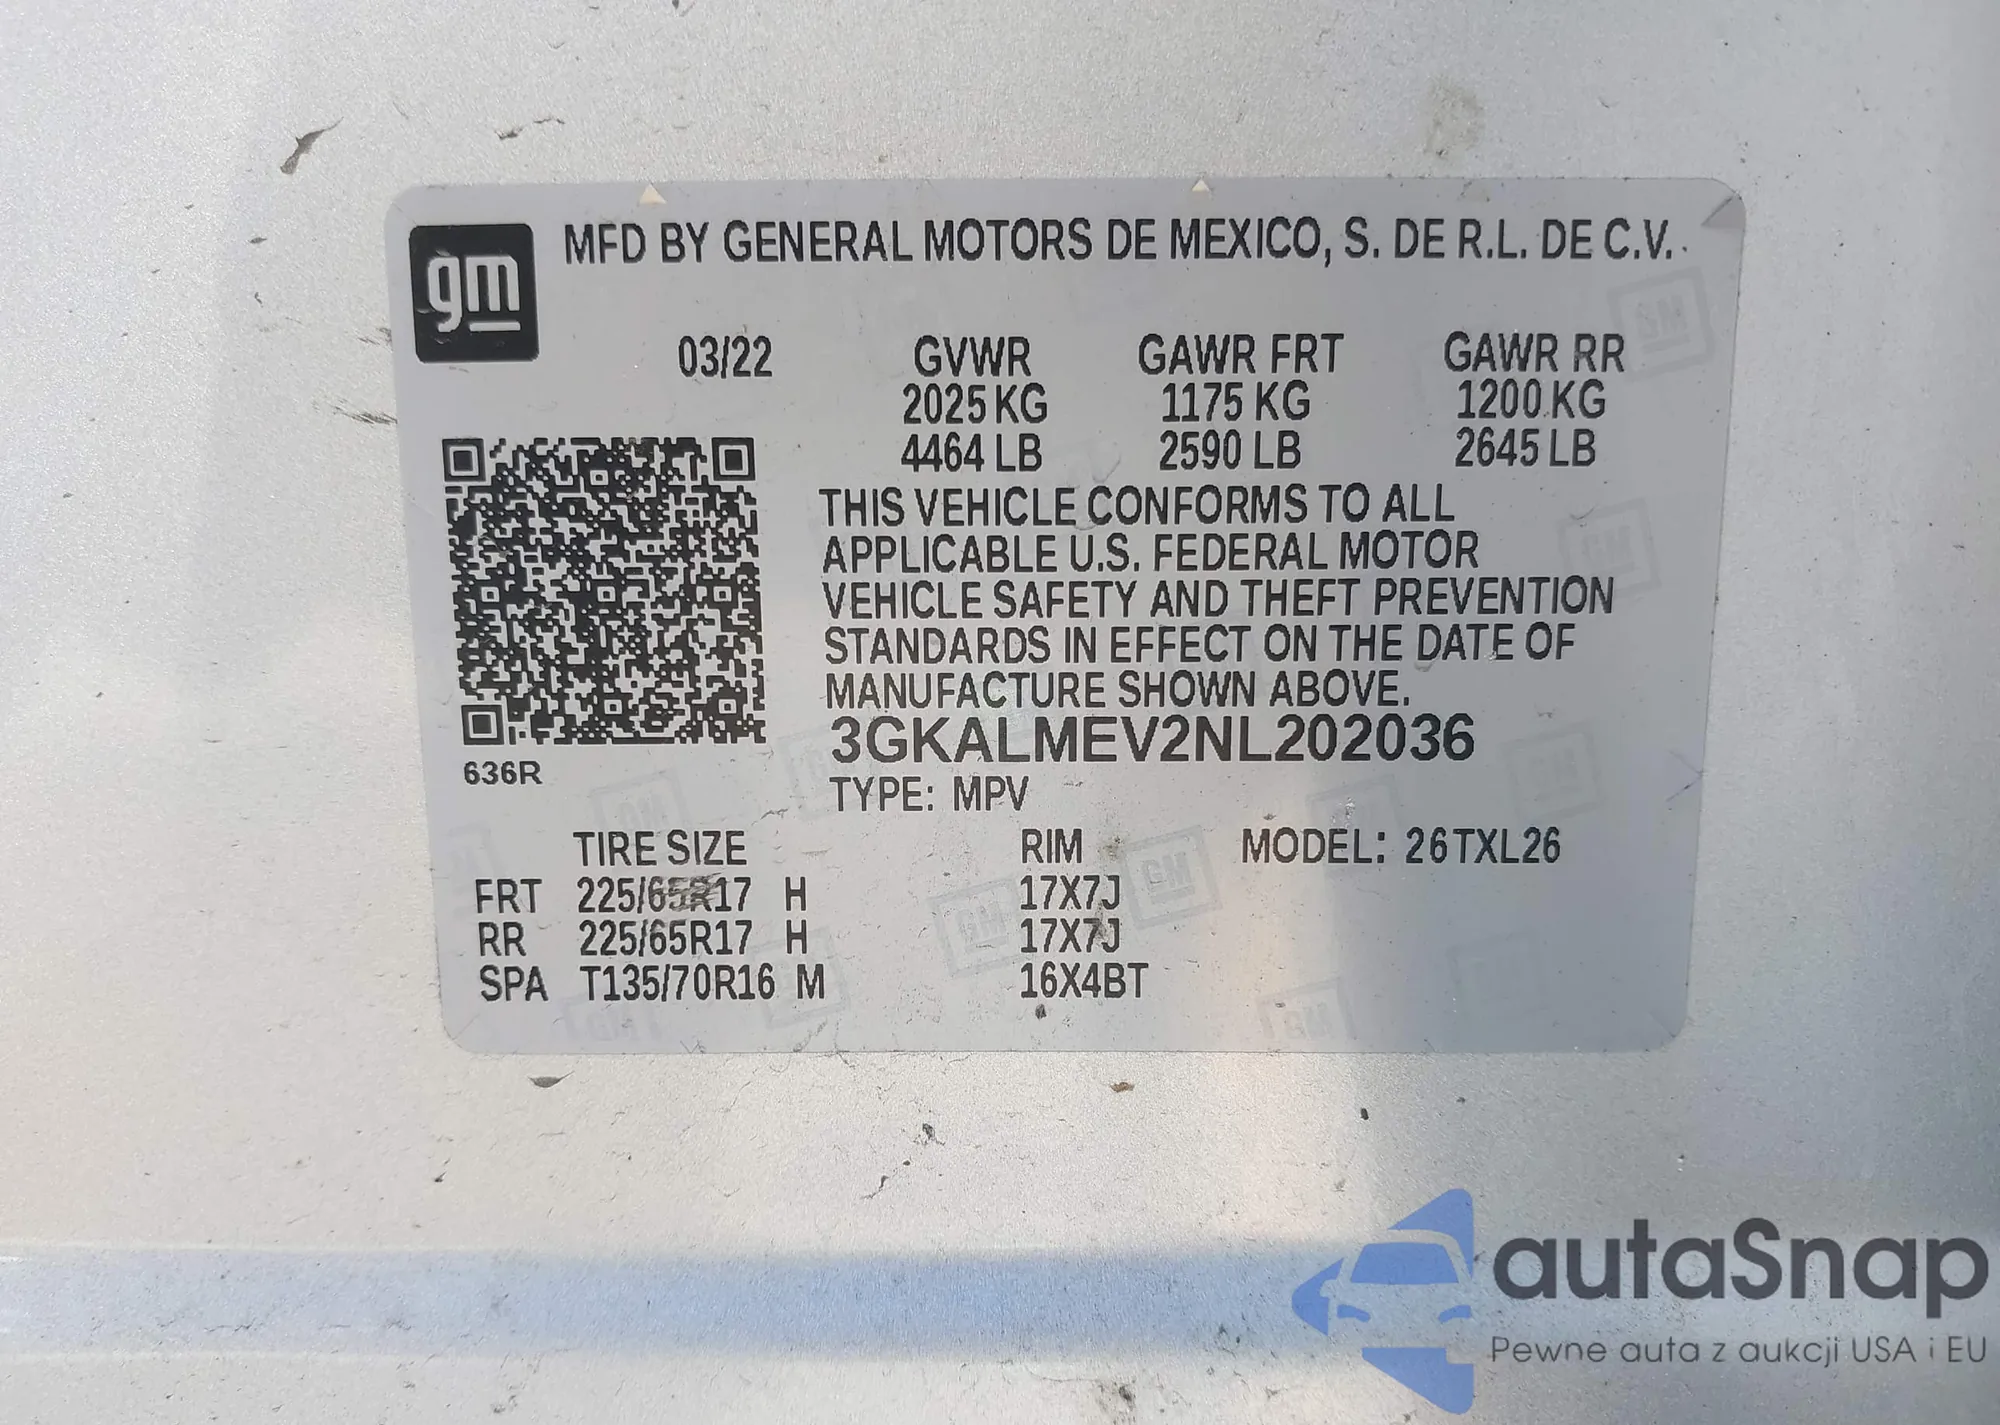 gm
MFD BY GENERAL MOTORS DE MEXICO, S. DE R.L. DE C.V.
03/22 GVWR GAWR FRT GAWR RR
2025 KG 1175 KG 1200 KG
4464 LB 2590 LB 2645 LB
THIS VEHICLE CONFORMS TO ALL
APPLICABLE U.S. FEDERAL MOTOR
VEHICLE SAFETY AND THEFT PREVENTION
STANDARDS IN EFFECT ON THE DATE OF
MANUFACTURE SHOWN ABOVE.
3GKALMEV2NL202036
636R
TYPE: MPV
TIRE SIZE RIM MODEL: 26TXL26
FRT 225/65R17 H 17X7J
RR 225/65R17 H 17X7J
SPA T135/70R16 M 16X4BT
autaSnap
Pewne auta z aukcji USA i EU